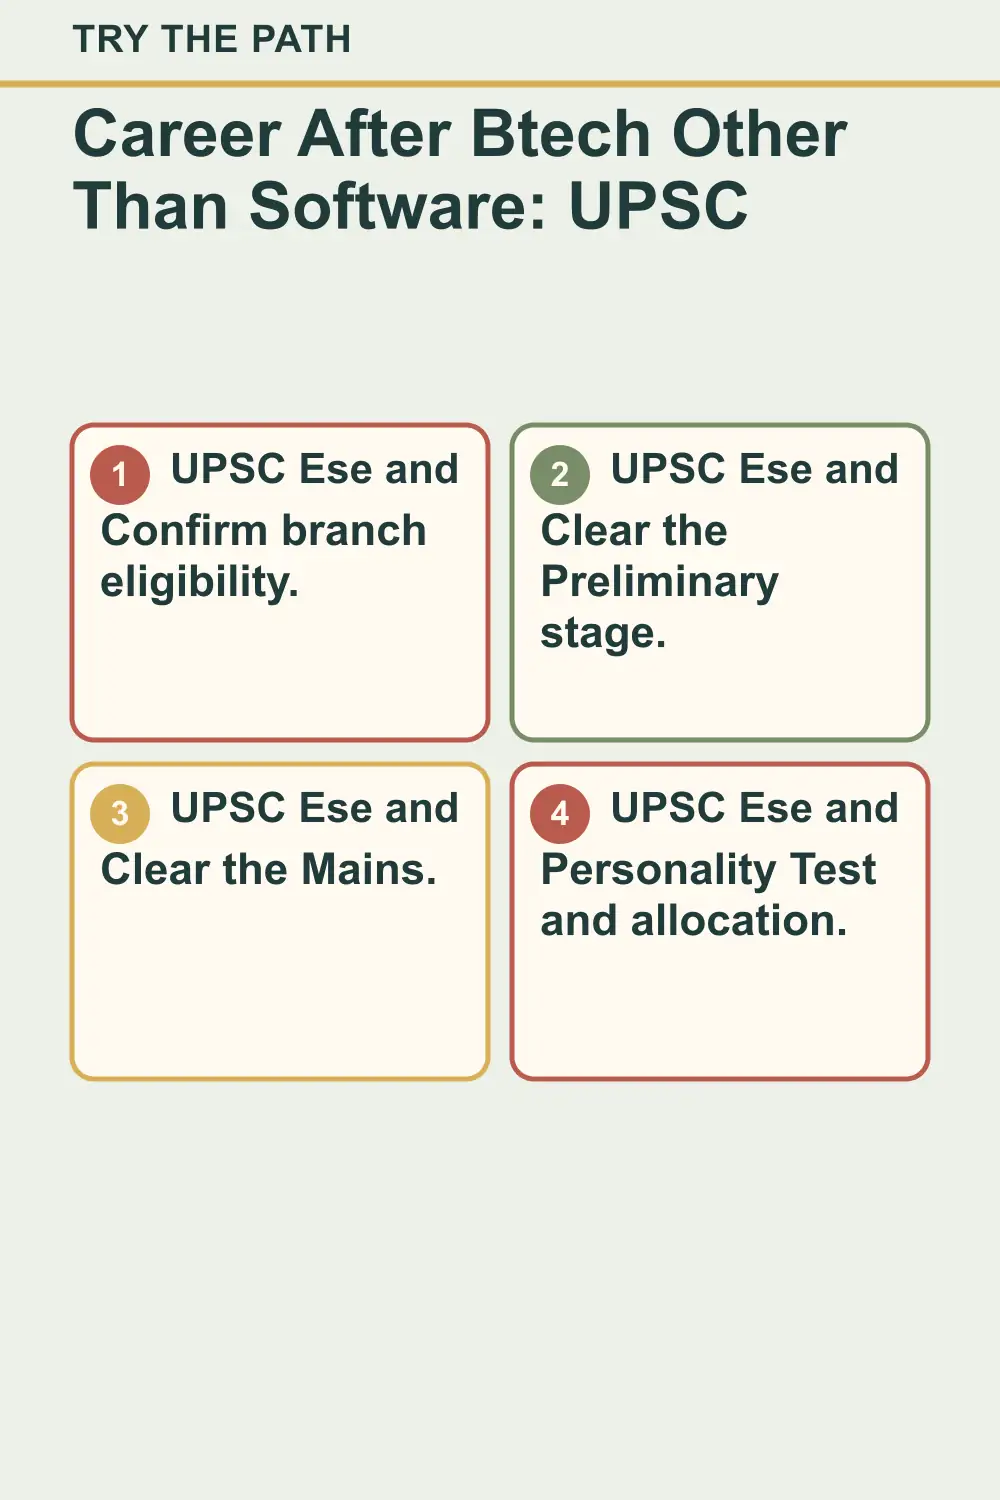 TRY THE PATH
Career After Btech Other
Than Software: UPSC
1 UPSC Ese and
Confirm branch
eligibility.
2 UPSC Ese and
Clear the
Preliminary
stage.
3 UPSC Ese and
Clear the Mains.
4 UPSC Ese and
Personality Test
and allocation.